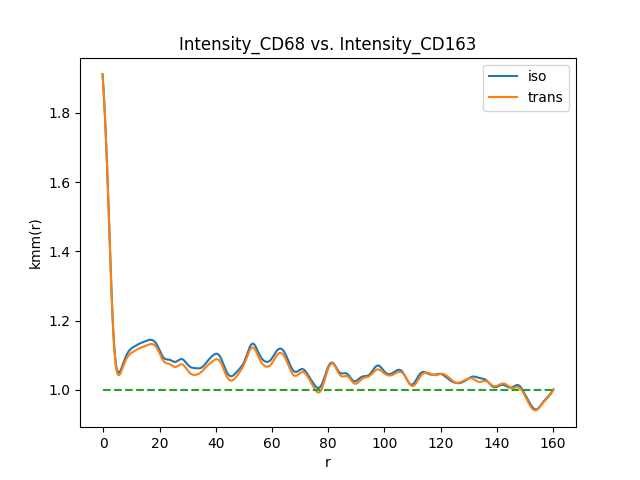 Intensity_CD68 vs. Intensity_CD163
iso
trans
1.8
1.6
1.4
1.2
1.0
kmm(r)
0 20 40 60 80 100 120 140 160
r